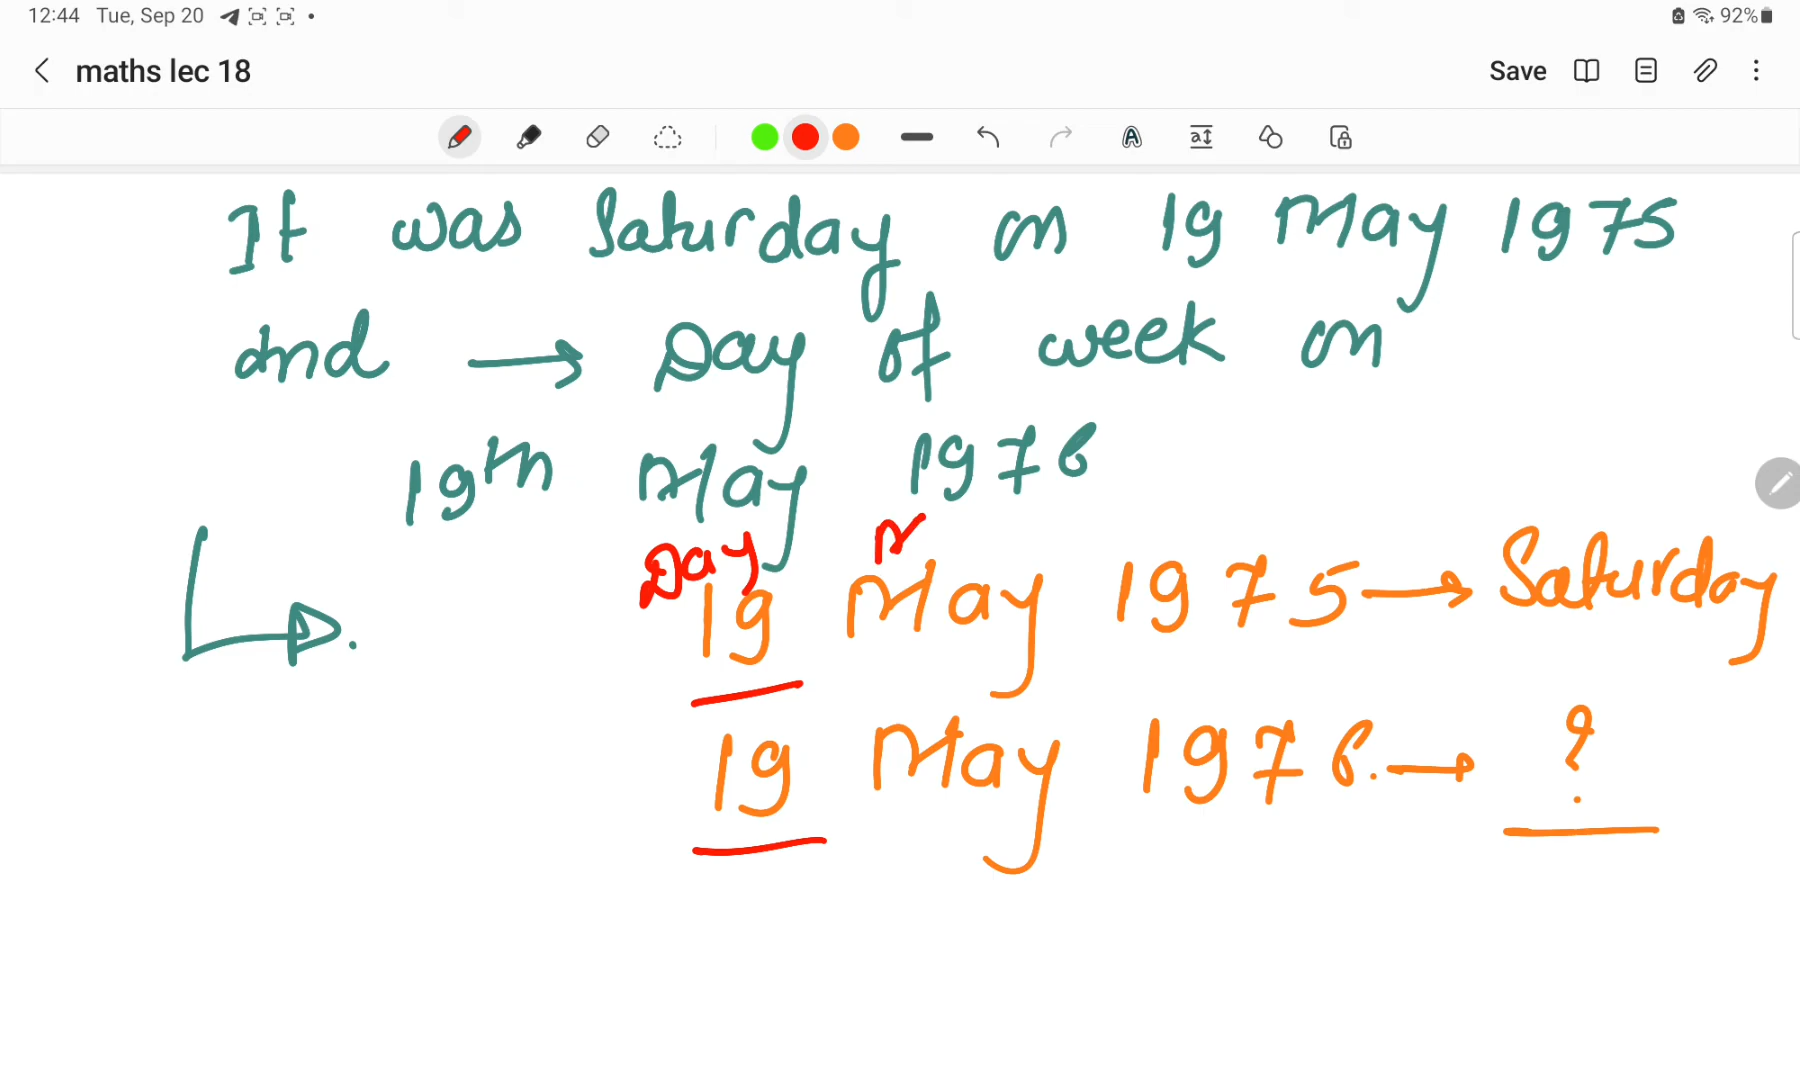 12:44 Tue, Sep 20 92%
maths lec 18
Save
If was Saturday on 19 May 1975
and → Day of week on
19th May 1976
Day
19 May 1975 → Saturday
19 May 1976. → ?